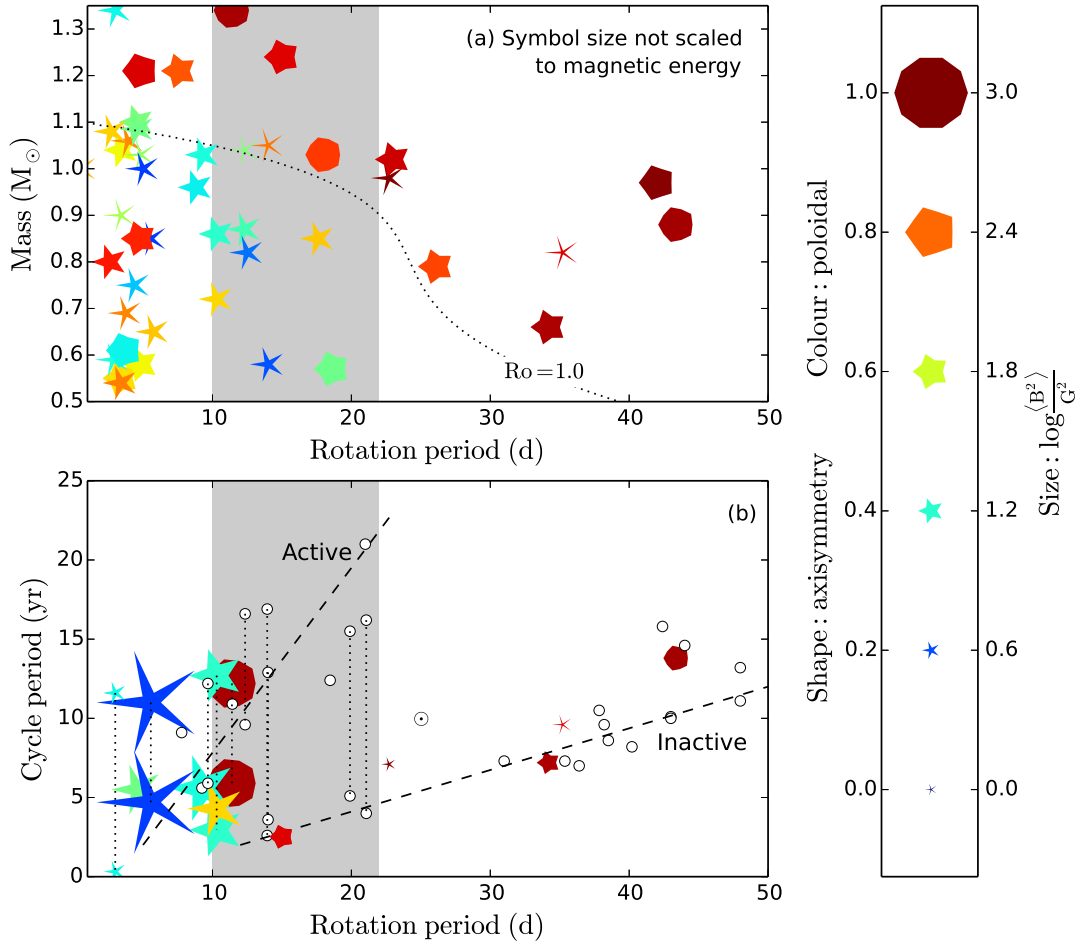 1.3
1.2
1.1
1.0
0.9
0.8
0.7
0.6
0.5
Mass (M☉)
(a) Symbol size not scaled
to magnetic energy
Ro=1.0
10
20
30
40
50
Rotation period (d)
25
20
15
10
5
0
Cycle period (yr)
(b)
Active
Inactive
10
20
30
40
50
Rotation period (d)
1.0
0.8
0.6
0.4
0.2
0.0
Shape: axisymmetry
Colour: poloidal
3.0
2.4
1.8
1.2
0.6
0.0
Size: log ⟨B²⟩/G²